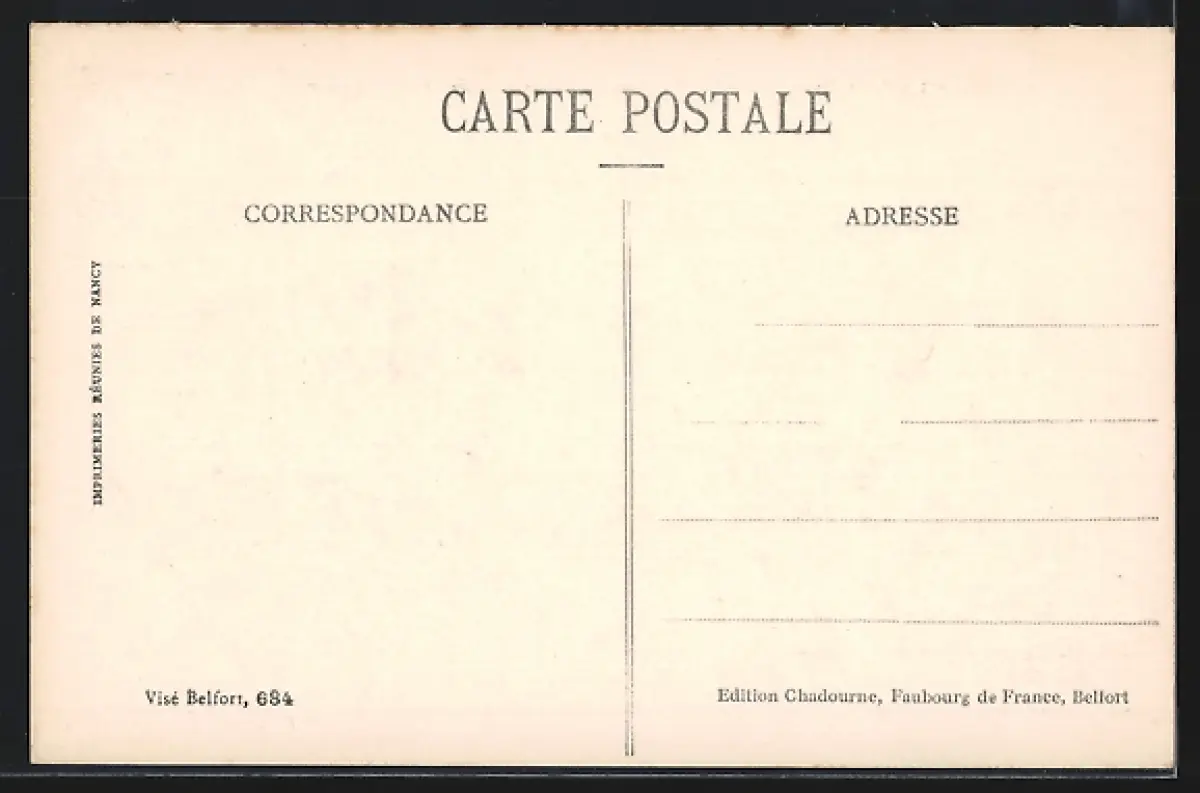 CARTE POSTALE
CORRESPONDANCE
ADRESSE
IMPRIMERIES RÉUNIES DE NANCY
Visé Belfort, 684
Edition Chadourne, Faubourg de France, Belfort